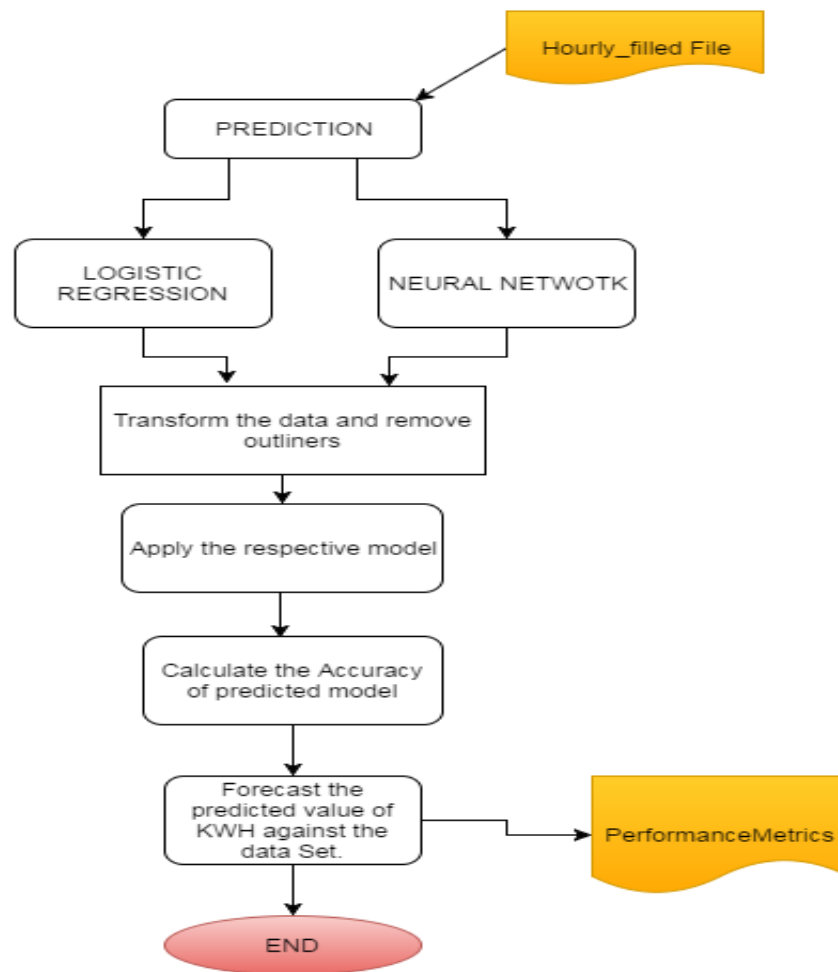 Hourly_filled File
PREDICTION
LOGISTIC
REGRESSION
NEURAL NETWOTK
Transform the data and remove
outliners
Apply the respective model
Calculate the Accuracy
of predicted model
Forecast the
predicted value of
KWH against the
data Set.
PerformanceMetrics
END